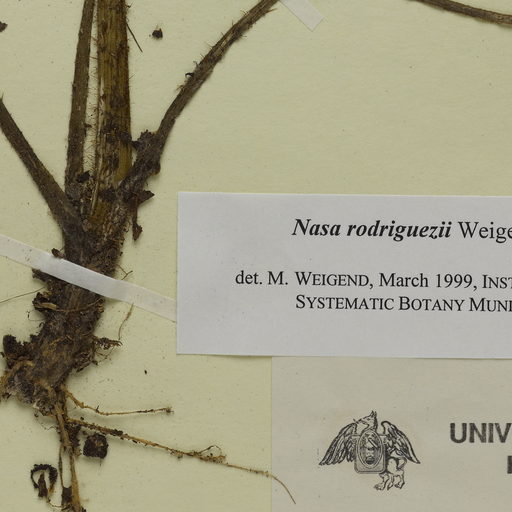 Nasa rodriguezii Weige
det. M. WEIGEND, March 1999, INST
SYSTEMATIC BOTANY MUNI
UNIV